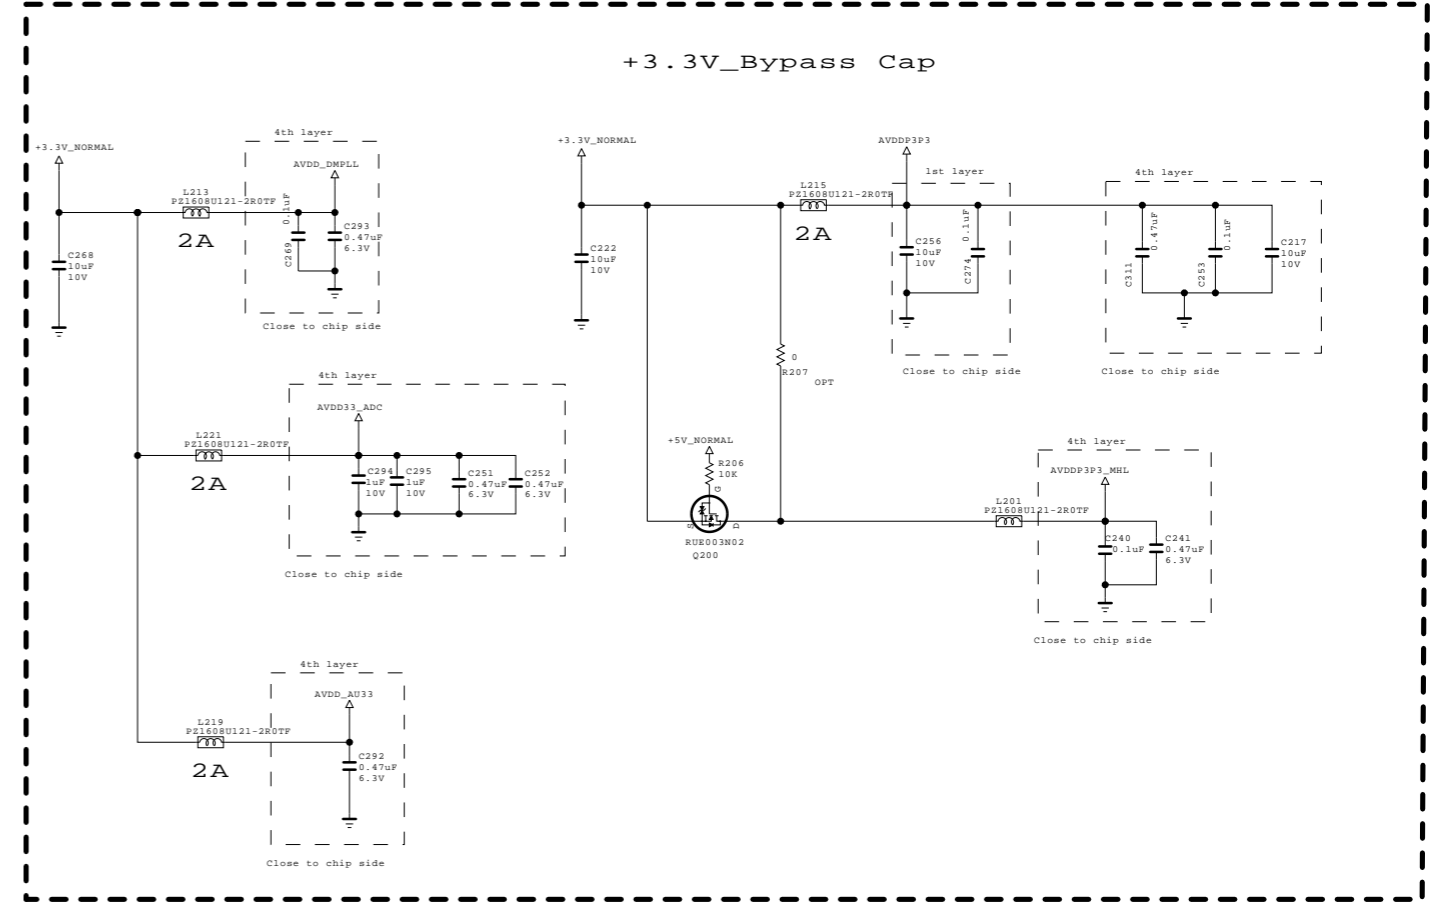 +3.3V_Bypass Cap
+3.3V_NORMAL
C268
10uF
10V
L213
PZ1608U121-2R0TF
2A
4th layer
AVDD_DMPLL
0.1uF
C269
C293
0.47uF
6.3V
Close to chip side
L221
PZ1608U121-2R0TF
2A
4th layer
AVDD33_ADC
C294
1uF
10V
C295
1uF
10V
C251
0.47uF
6.3V
C252
0.47uF
6.3V
Close to chip side
L219
PZ1608U121-2R0TF
2A
4th layer
AVDD_AU33
C292
0.47uF
6.3V
Close to chip side
+3.3V_NORMAL
C222
10uF
10V
L215
PZ1608U121-2R0TF
2A
AVDDP3P3
1st layer
C256
10uF
10V
0.1uF
C274
Close to chip side
4th layer
0.47uF
C311
0.1uF
C253
C217
10uF
10V
Close to chip side
0
R207
OPT
+5V_NORMAL
R206
10K
G
S
D
RUE003N02
Q200
L201
PZ1608U121-2R0TF
4th layer
AVDDP3P3_MHL
C240
0.1uF
C241
0.47uF
6.3V
Close to chip side